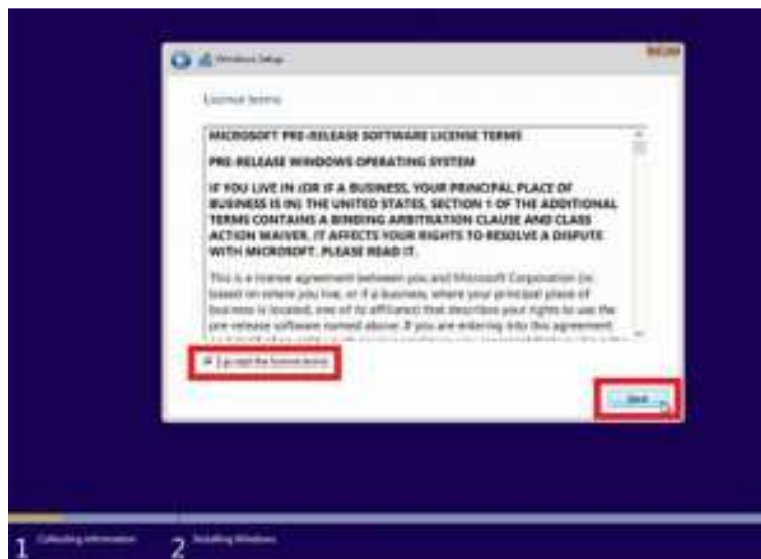 Windows Setup
License terms
MICROSOFT PRE-RELEASE SOFTWARE LICENSE TERMS
PRE-RELEASE WINDOWS OPERATING SYSTEM
IF YOU LIVE IN (OR IF A BUSINESS, YOUR PRINCIPAL PLACE OF
BUSINESS IS IN) THE UNITED STATES, SECTION 1 OF THE ADDITIONAL
TERMS CONTAINS A BINDING ARBITRATION CLAUSE AND CLASS
ACTION WAIVER. IT AFFECTS YOUR RIGHTS TO RESOLVE A DISPUTE
WITH MICROSOFT. PLEASE READ IT.
This is a license agreement between you and Microsoft Corporation (or
based on where you live, or if a business, where your principal place of
business is located, one of its affiliates) that describes your rights to use the
pre-release software named above. If you are entering into this agreement
I accept the license terms
Next
1 Collecting information
2 Installing Windows